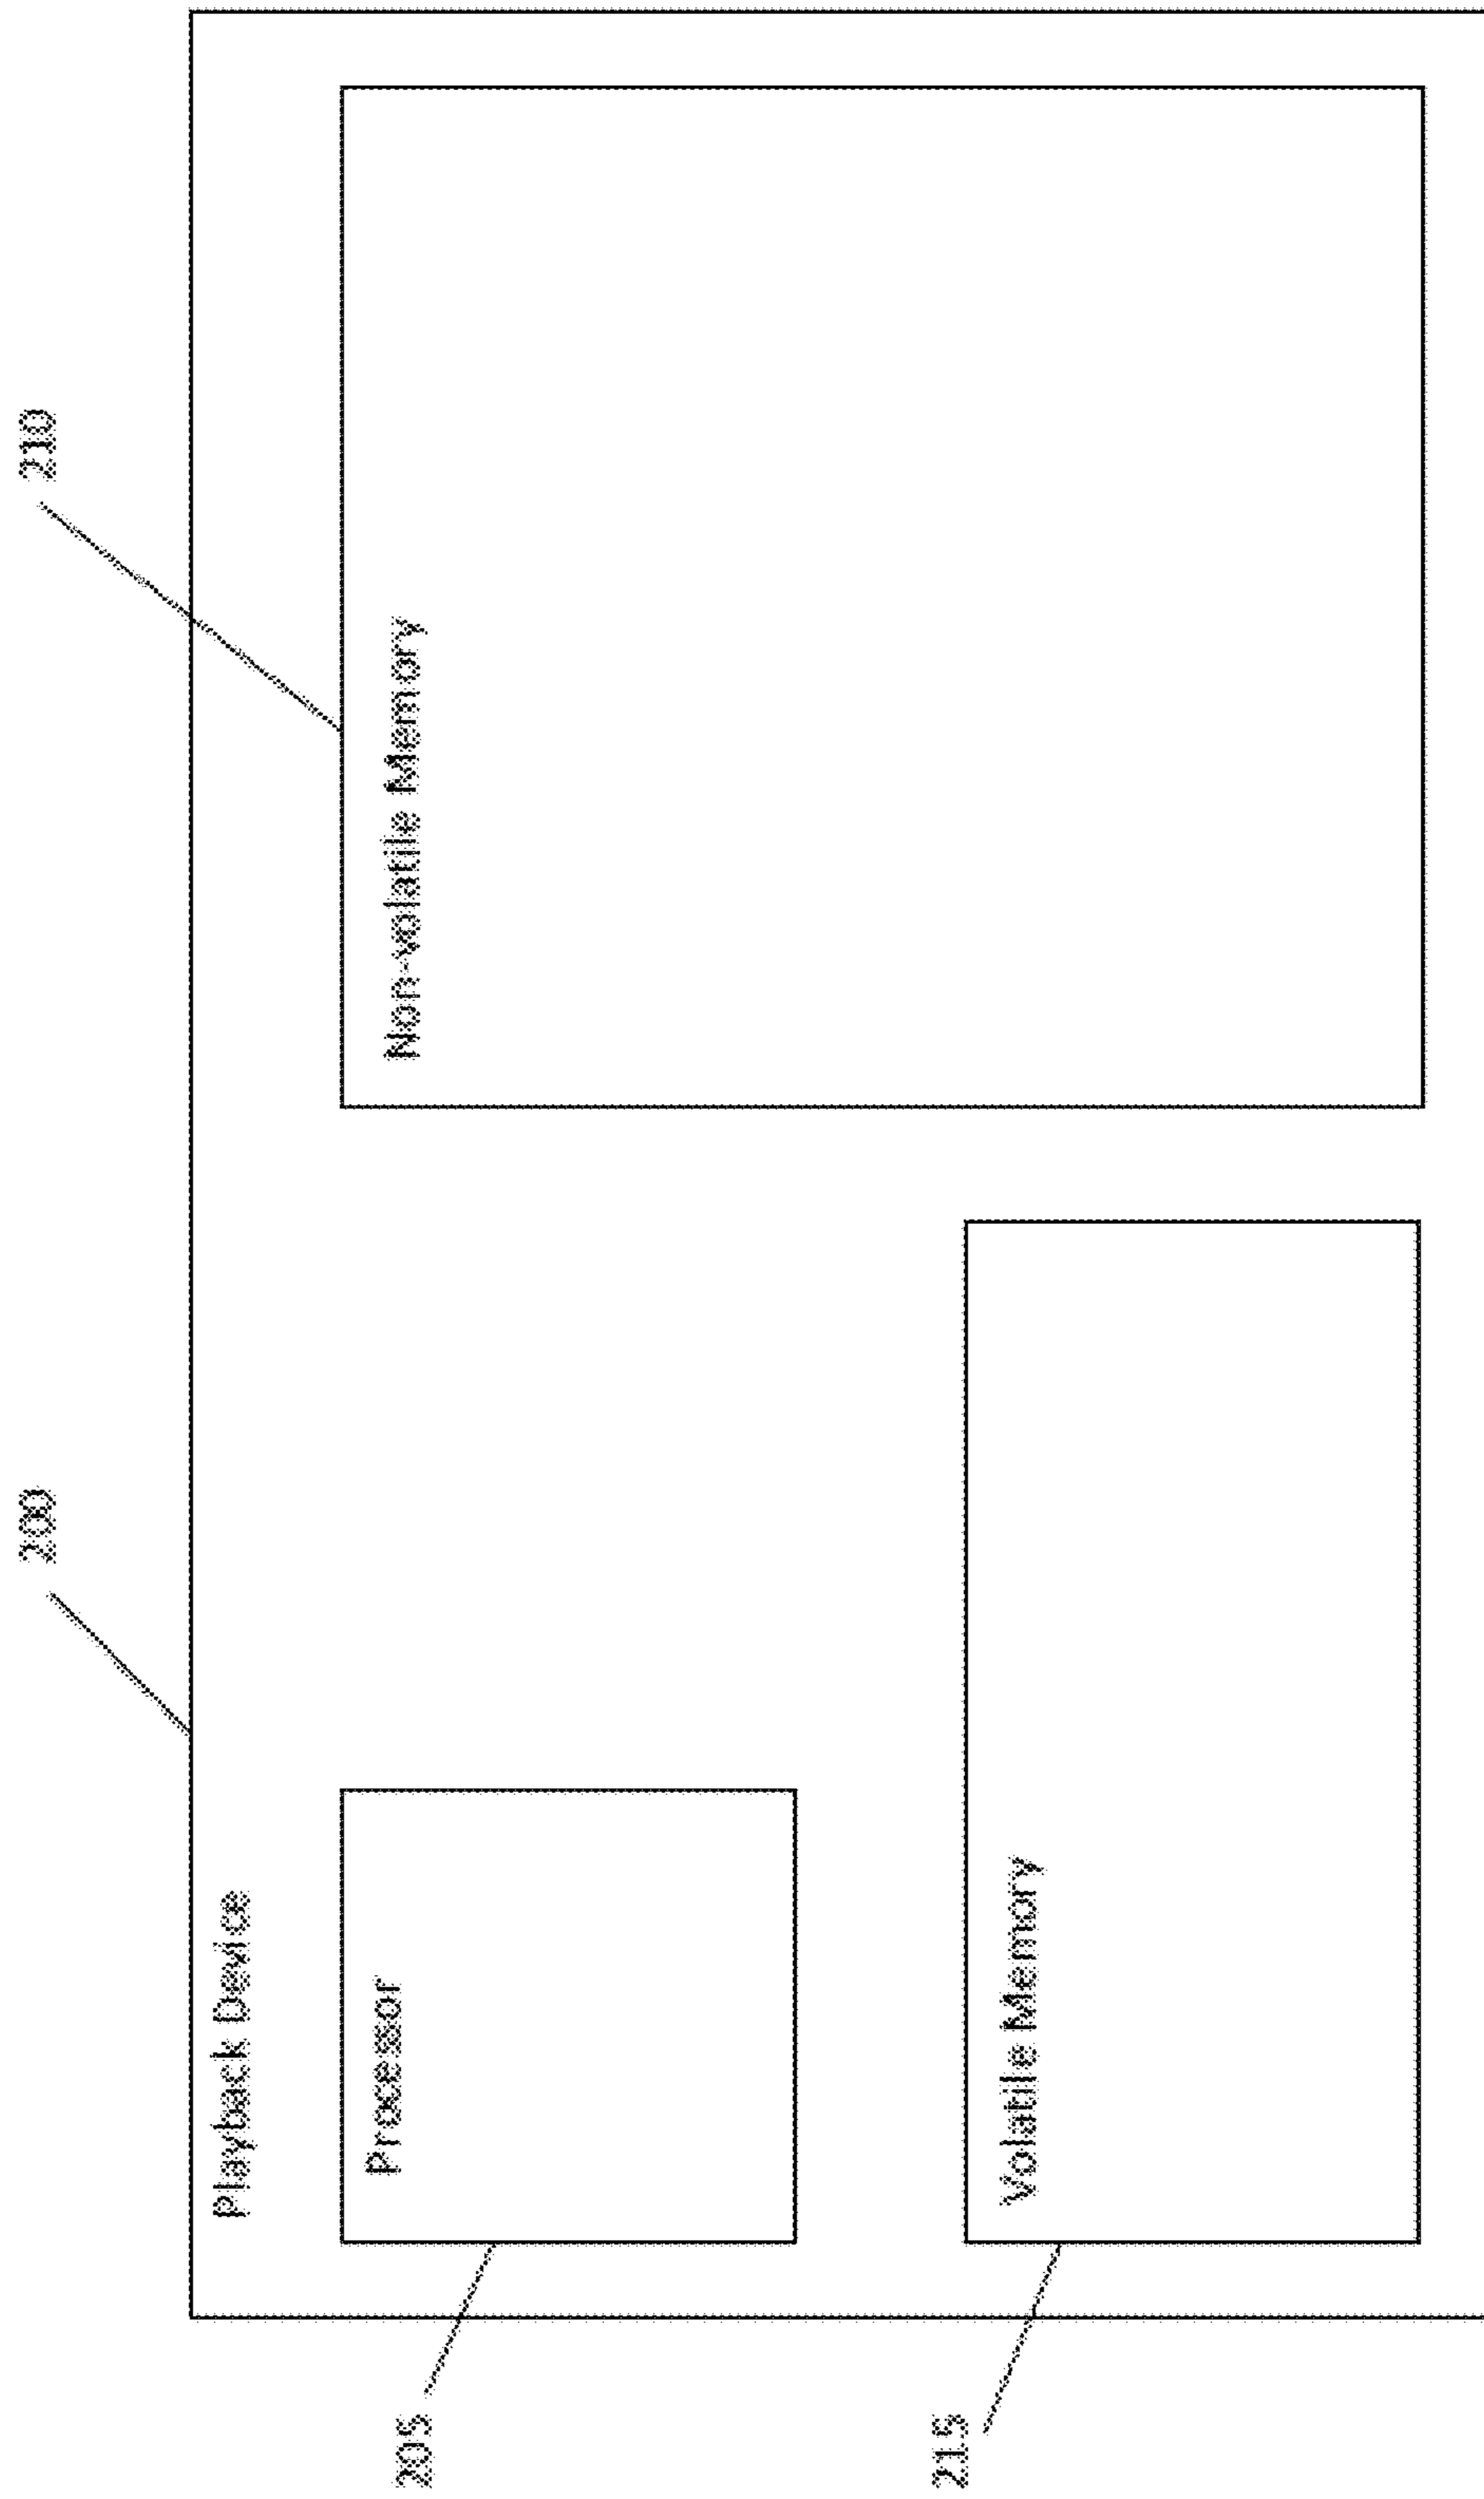 200
210
Playback Device
205
Processor
Non-volatile Memory
215
Volatile Memory